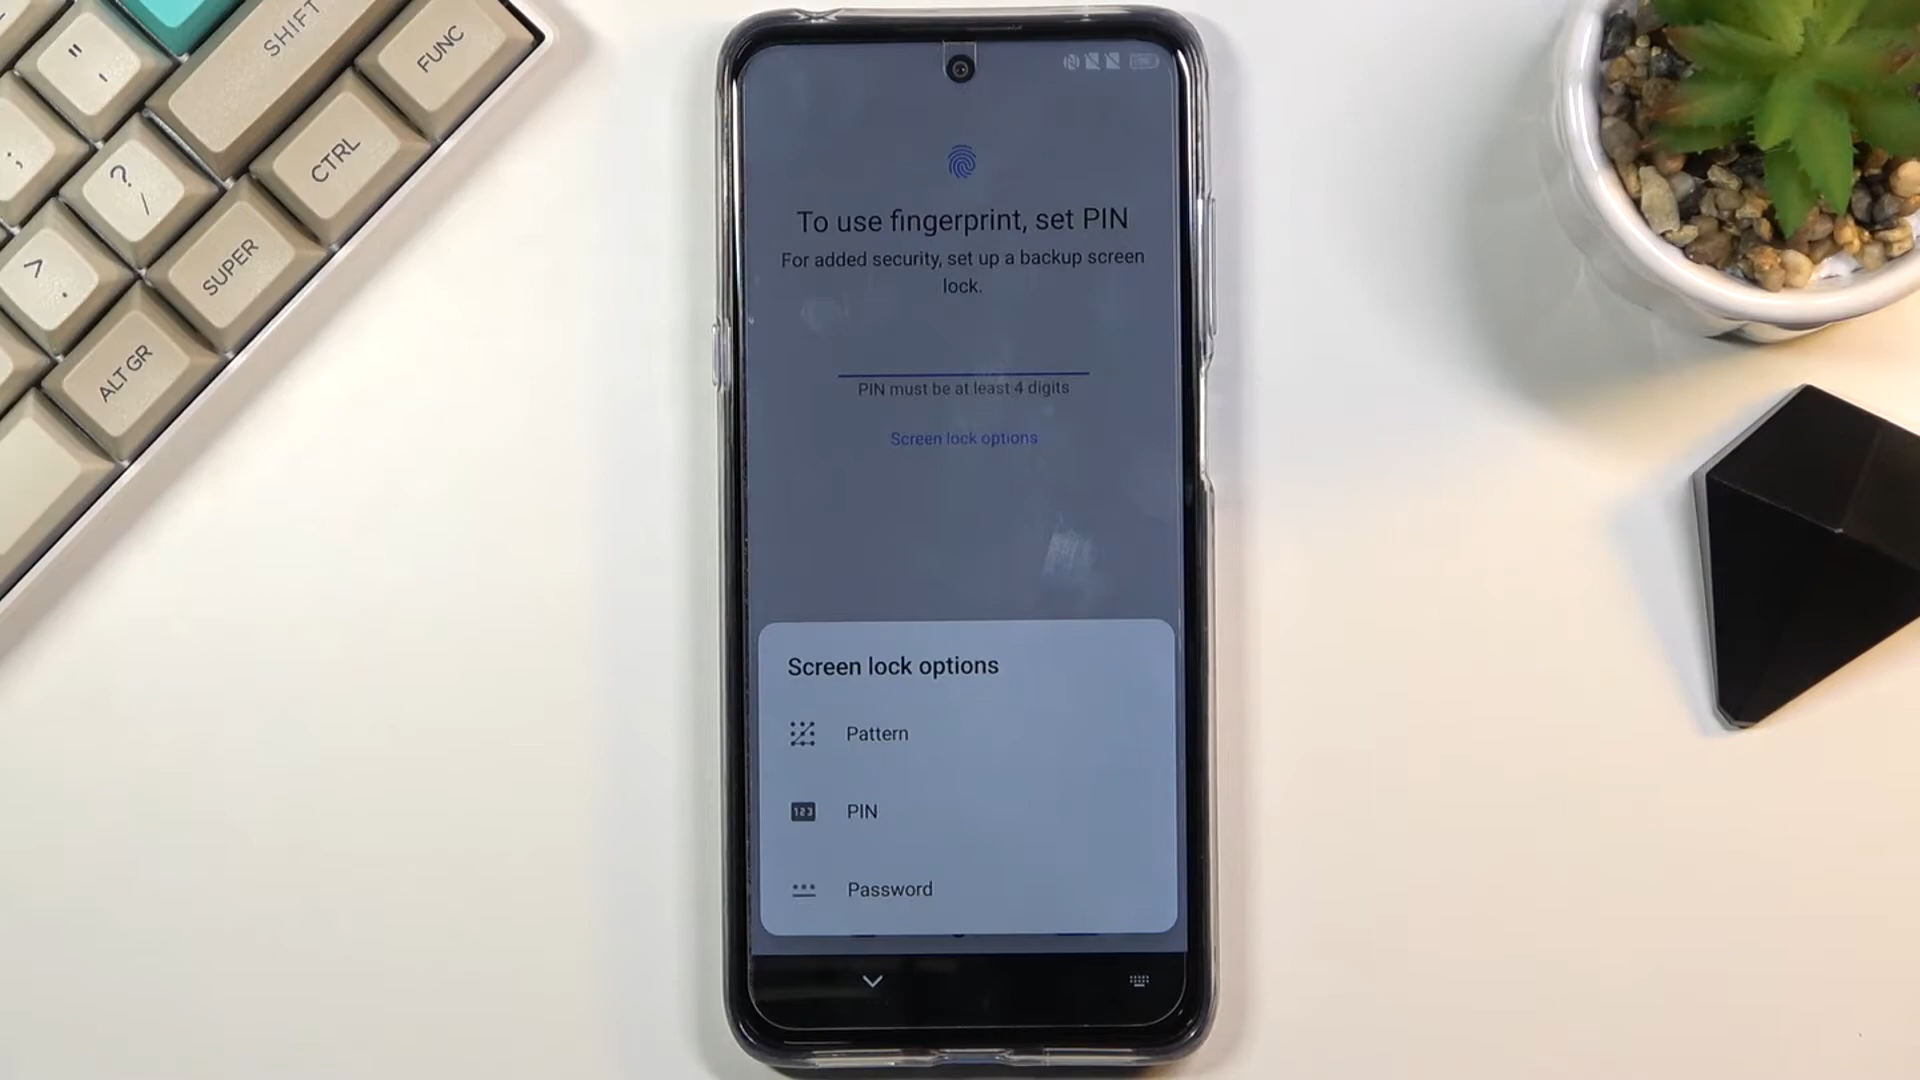 SHIFT
FUNC
"
'
CTRL
;
?
/
SUPER
>
.
ALT GR
To use fingerprint, set PIN
For added security, set up a backup screen
lock.
PIN must be at least 4 digits
Screen lock options
Screen lock options
Pattern
123
PIN
Password